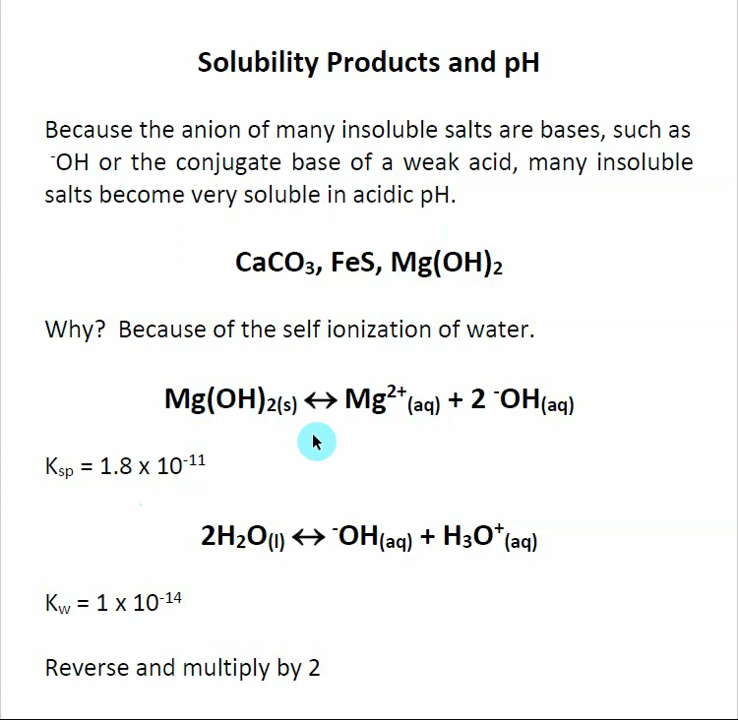 Solubility Products and pH
Because the anion of many insoluble salts are bases, such as
⁻OH or the conjugate base of a weak acid, many insoluble
salts become very soluble in acidic pH.
CaCO₃, FeS, Mg(OH)₂
Why? Because of the self ionization of water.
Mg(OH)₂₍s₎ ↔ Mg²⁺(aq) + 2 ⁻OH(aq)
Ksp = 1.8 x 10⁻¹¹
2H₂O(l) ↔ ⁻OH(aq) + H₃O⁺(aq)
Kw = 1 x 10⁻¹⁴
Reverse and multiply by 2